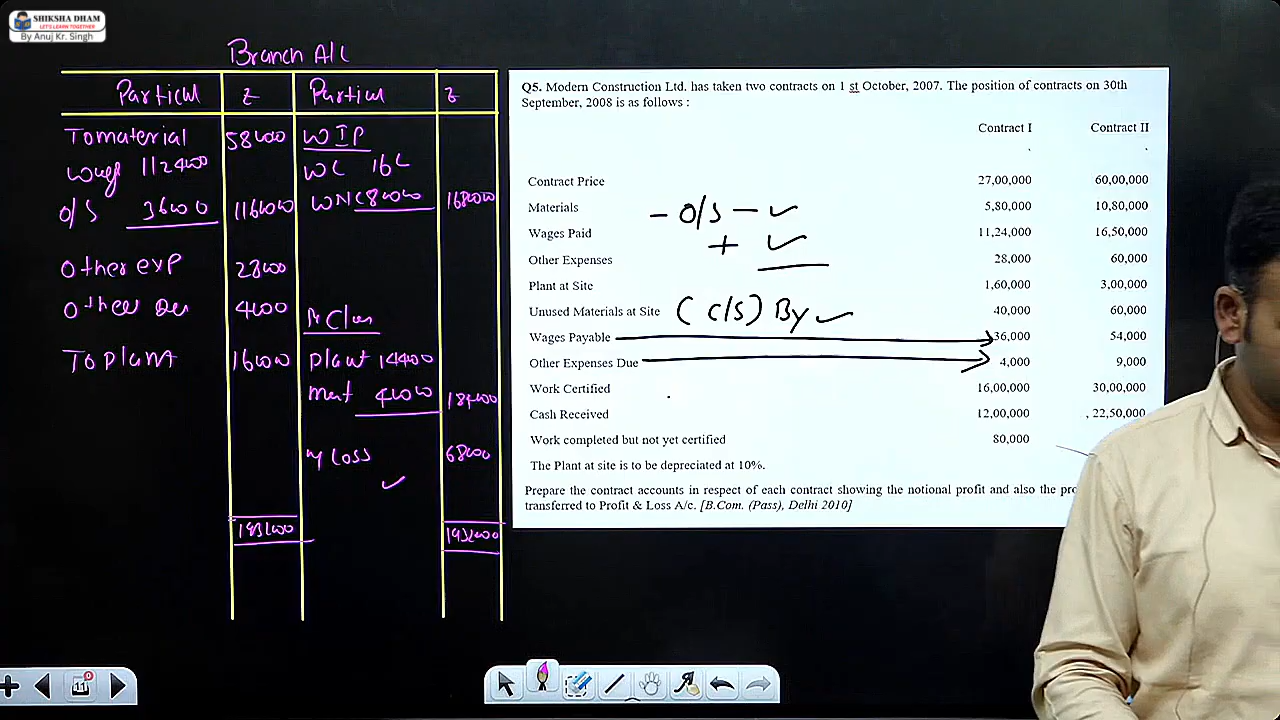 SHIKSHA DHAM
LET'S LEARN TOGETHER
By Anuj Kr. Singh
Branch A/C
Particul
Particul
To material 58000
Wages 1124000
O/S 36000 116000
Other exp 28000
4000
To plant 16000
WIP
WC 16L
WNC 80000 168000
plant 14400
40000 184000
Loss 68000
193200
Q5. Modern Construction Ltd. has taken two contracts on 1 st October, 2007. The position of contracts on 30th
September, 2008 is as follows :
Contract I Contract II
Contract Price 27,00,000 60,00,000
Materials 5,80,000 10,80,000
Wages Paid 11,24,000 16,50,000
Other Expenses 28,000 60,000
Plant at Site 1,60,000 3,00,000
Unused Materials at Site 40,000 60,000
Wages Payable 36,000 54,000
Other Expenses Due 4,000 9,000
Work Certified 16,00,000 30,00,000
Cash Received 12,00,000 22,50,000
Work completed but not yet certified 80,000
The Plant at site is to be depreciated at 10%.
Prepare the contract accounts in respect of each contract showing the notional profit and also the
transferred to Profit & Loss A/c. [B.Com. (Pass), Delhi 2010]
- O/S - ✓
+ ✓
(C/S) By ✓